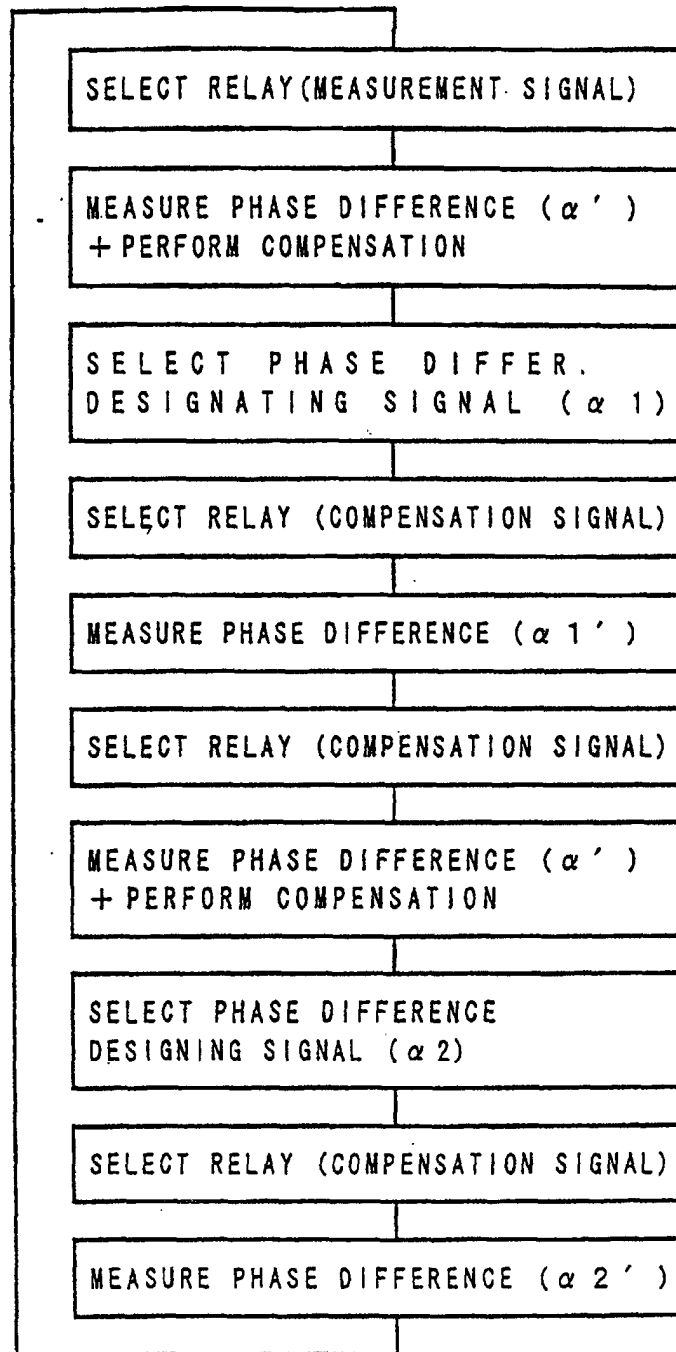 SELECT RELAY(MEASUREMENT SIGNAL)
MEASURE PHASE DIFFERENCE (α′)
+PERFORM COMPENSATION
SELECT PHASE DIFFER.
DESIGNATING SIGNAL (α 1)
SELECT RELAY (COMPENSATION SIGNAL)
MEASURE PHASE DIFFERENCE (α 1′)
SELECT RELAY (COMPENSATION SIGNAL)
MEASURE PHASE DIFFERENCE (α′)
+PERFORM COMPENSATION
SELECT PHASE DIFFERENCE
DESIGNING SIGNAL (α 2)
SELECT RELAY (COMPENSATION SIGNAL)
MEASURE PHASE DIFFERENCE (α 2′)